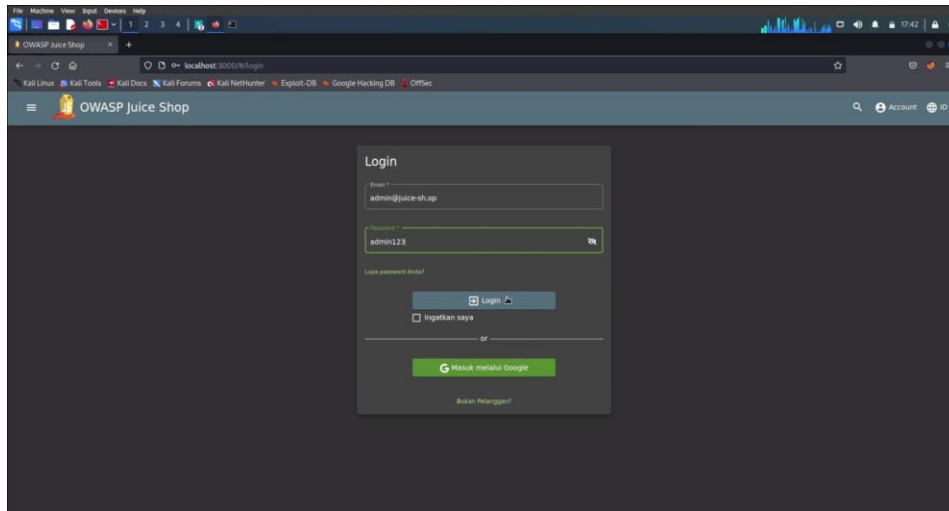 File Machine View Input Devices Help
1 2 3 4
17:42
OWASP Juice Shop
localhost:3000/#/login
Kali Linux Kali Tools Kali Docs Kali Forums Kali NetHunter Exploit-DB Google Hacking DB OffSec
OWASP Juice Shop
Account
ID
Login
Email *
admin@juice-sh.op
Password *
admin123
Lupa password Anda?
Login
Ingatkan saya
or
Masuk melalui Google
Bukan Pelanggan?